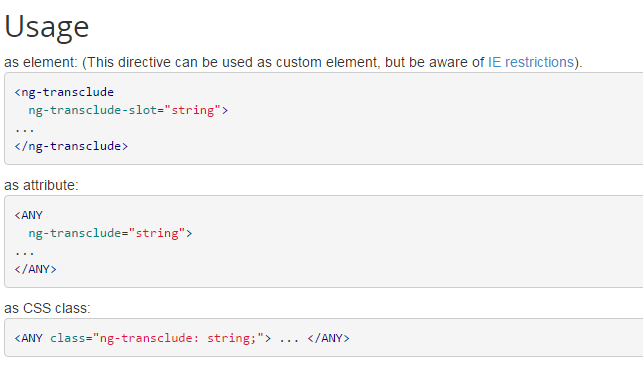 Usage
as element: (This directive can be used as custom element, but be aware of IE restrictions).
<ng-transclude
ng-transclude-slot="string">
...
</ng-transclude>
as attribute:
<ANY
ng-transclude="string">
...
</ANY>
as CSS class:
<ANY class="ng-transclude: string;"> ... </ANY>